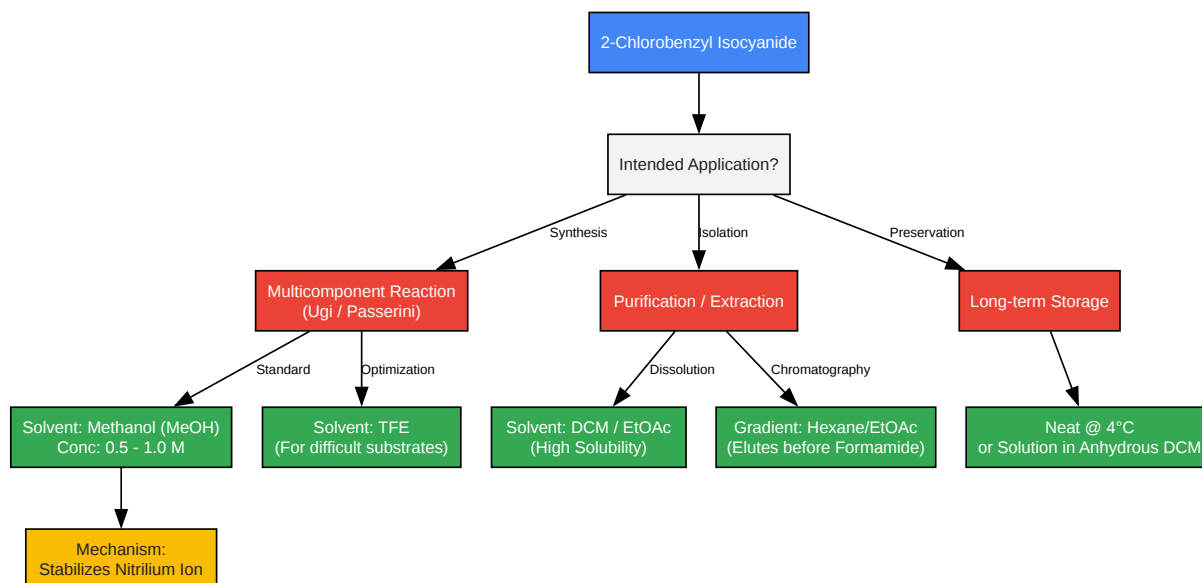 2-Chlorobenzyl Isocyanide
Intended Application?
Synthesis
Isolation
Preservation
Multicomponent Reaction
(Ugi / Passerini)
Purification / Extraction
Long-term Storage
Standard
Optimization
Dissolution
Chromatography
Solvent: Methanol (MeOH)
Conc: 0.5 - 1.0 M
Solvent: TFE
(For difficult substrates)
Solvent: DCM / EtOAc
(High Solubility)
Gradient: Hexane/EtOAc
(Elutes before Formamide)
Neat @ 4°C
or Solution in Anhydrous DCM
Mechanism:
Stabilizes Nitrilium Ion